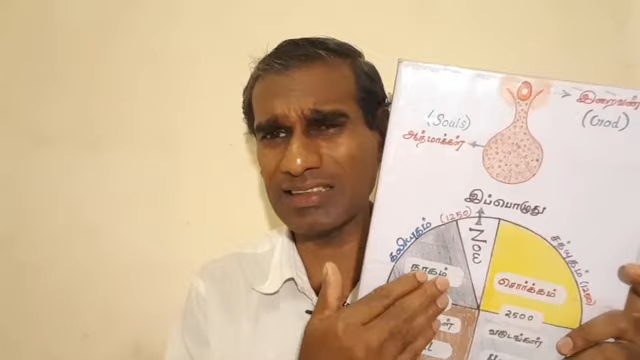 இறைவன்
(God)
(Souls)
ஆத்மாக்கள்
இப்பொழுது
Now
கலியுகம்
(1250)
சத்யுகம்
நரகம்
சொர்க்கம்
2500
வருடங்கள்